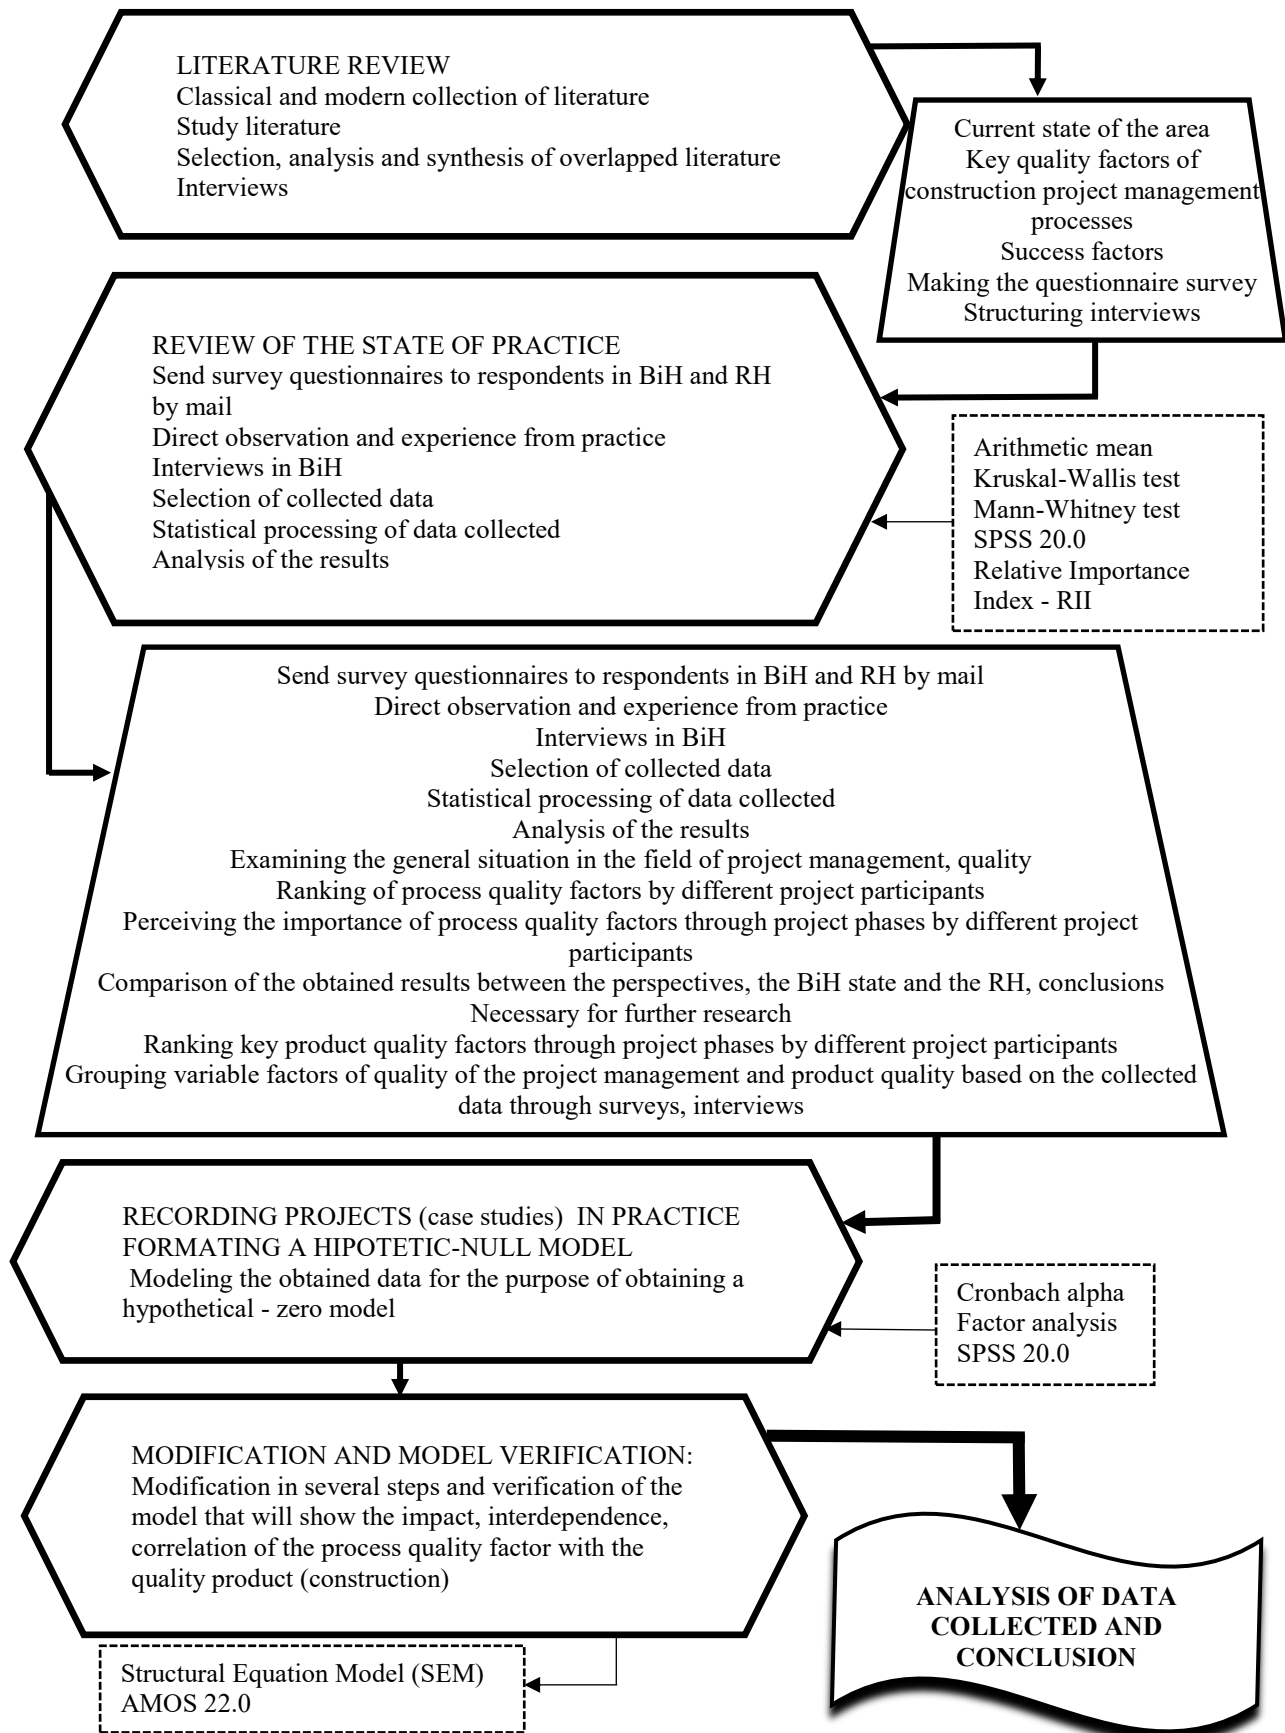 LITERATURE REVIEW
Classical and modern collection of literature
Study literature
Selection, analysis and synthesis of overlapped literature
Interviews
Current state of the area
Key quality factors of
construction project management
processes
Success factors
Making the questionnaire survey
Structuring interviews
REVIEW OF THE STATE OF PRACTICE
Send survey questionnaires to respondents in BiH and RH
by mail
Direct observation and experience from practice
Interviews in BiH
Selection of collected data
Statistical processing of data collected
Analysis of the results
Arithmetic mean
Kruskal-Wallis test
Mann-Whitney test
SPSS 20.0
Relative Importance
Index - RII
Send survey questionnaires to respondents in BiH and RH by mail
Direct observation and experience from practice
Interviews in BiH
Selection of collected data
Statistical processing of data collected
Analysis of the results
Examining the general situation in the field of project management, quality
Ranking of process quality factors by different project participants
Perceiving the importance of process quality factors through project phases by different project
participants
Comparison of the obtained results between the perspectives, the BiH state and the RH, conclusions
Necessary for further research
Ranking key product quality factors through project phases by different project participants
Grouping variable factors of quality of the project management and product quality based on the collected
data through surveys, interviews
RECORDING PROJECTS (case studies) IN PRACTICE
FORMATING A HIPOTETIC-NULL MODEL
Modeling the obtained data for the purpose of obtaining a
hypothetical - zero model
Cronbach alpha
Factor analysis
SPSS 20.0
MODIFICATION AND MODEL VERIFICATION:
Modification in several steps and verification of the
model that will show the impact, interdependence,
correlation of the process quality factor with the
quality product (construction)
Structural Equation Model (SEM)
AMOS 22.0
ANALYSIS OF DATA
COLLECTED AND
CONCLUSION